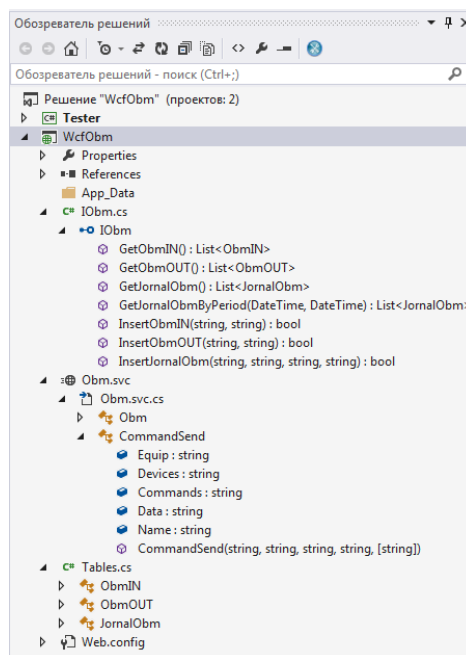 Обозреватель решений
Обозреватель решений - поиск (Ctrl+;)
Решение "WcfObm" (проектов: 2)
C# Tester
WcfObm
Properties
References
App_Data
C# IObm.cs
IObm
GetObmIN() : List<ObmIN>
GetObmOUT() : List<ObmOUT>
GetJornalObm() : List<JornalObm>
GetJornalObmByPeriod(DateTime, DateTime) : List<JornalObm>
InsertObmIN(string, string) : bool
InsertObmOUT(string, string) : bool
InsertJornalObm(string, string, string, string) : bool
Obm.svc
Obm.svc.cs
Obm
CommandSend
Equip : string
Devices : string
Commands : string
Data : string
Name : string
CommandSend(string, string, string, string, [string])
C# Tables.cs
ObmIN
ObmOUT
JornalObm
Web.config